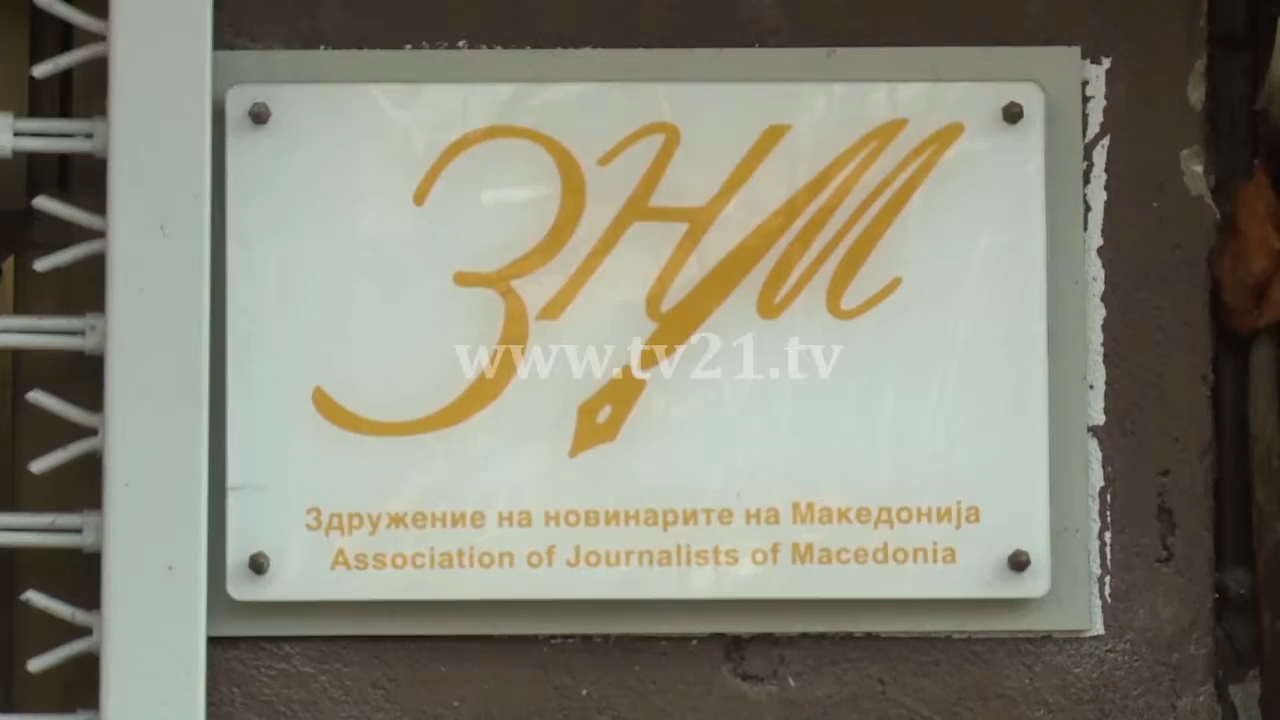 ЗНМ
www.tv21.tv
Здружение на новинарите на Македонија
Association of Journalists of Macedonia